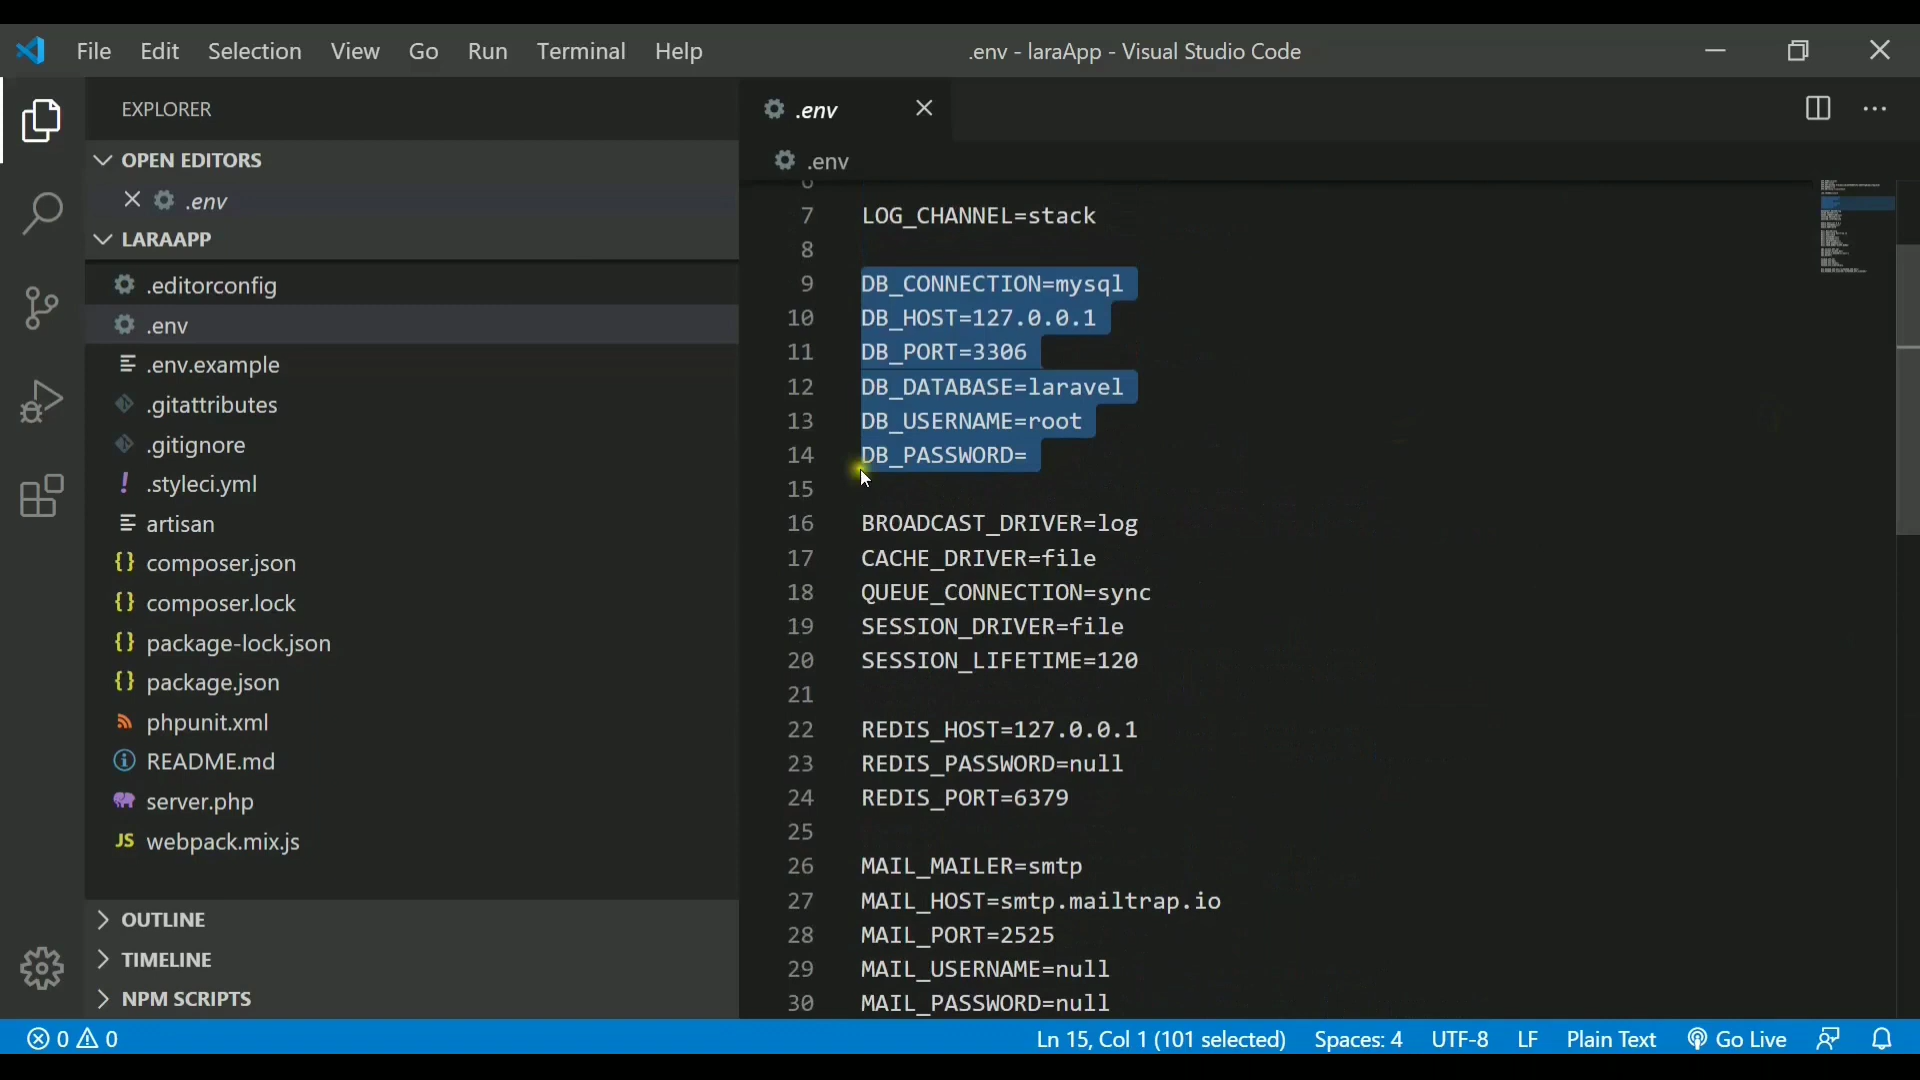 File Edit Selection View Go Run Terminal Help .env - laraApp - Visual Studio Code
EXPLORER
OPEN EDITORS
.env
LARAAPP
.editorconfig
.env
.env.example
.gitattributes
.gitignore
! .styleci.yml
artisan
{} composer.json
{} composer.lock
{} package-lock.json
{} package.json
phpunit.xml
README.md
server.php
JS webpack.mix.js
OUTLINE
TIMELINE
NPM SCRIPTS
.env
.env
6
7 LOG_CHANNEL=stack
8
9 DB_CONNECTION=mysql
10 DB_HOST=127.0.0.1
11 DB_PORT=3306
12 DB_DATABASE=laravel
13 DB_USERNAME=root
14 DB_PASSWORD=
15
16 BROADCAST_DRIVER=log
17 CACHE_DRIVER=file
18 QUEUE_CONNECTION=sync
19 SESSION_DRIVER=file
20 SESSION_LIFETIME=120
21
22 REDIS_HOST=127.0.0.1
23 REDIS_PASSWORD=null
24 REDIS_PORT=6379
25
26 MAIL_MAILER=smtp
27 MAIL_HOST=smtp.mailtrap.io
28 MAIL_PORT=2525
29 MAIL_USERNAME=null
30 MAIL_PASSWORD=null
0 0 Ln 15, Col 1 (101 selected) Spaces: 4 UTF-8 LF Plain Text Go Live